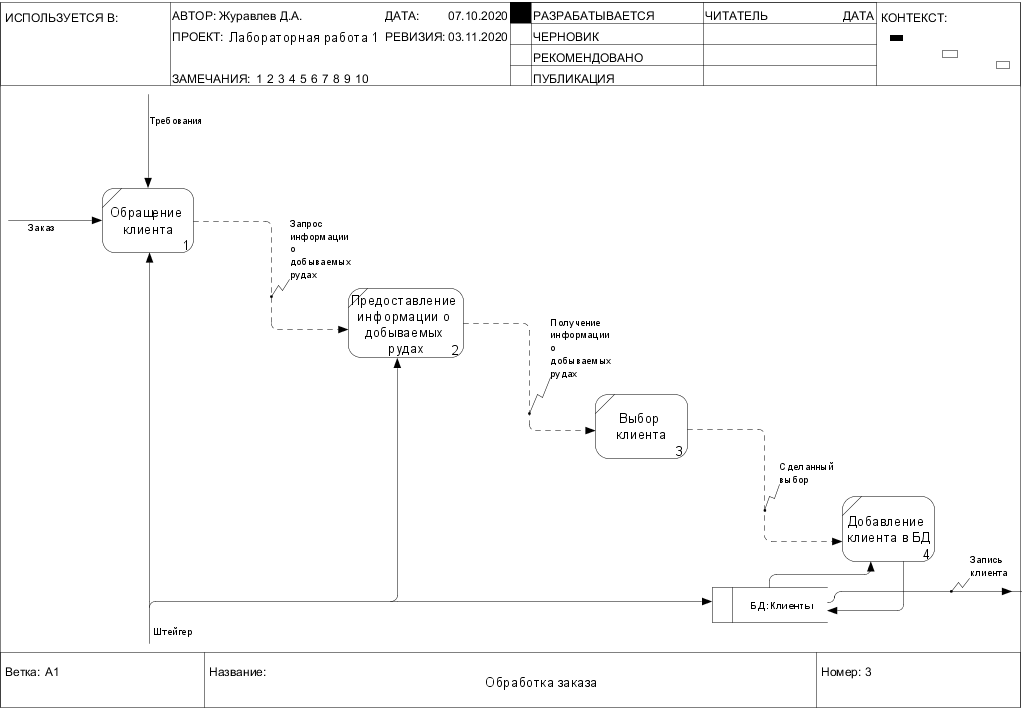 ИСПОЛЬЗУЕТСЯ В:
АВТОР: Журавлев Д.А.
ДАТА: 07.10.2020
РАЗРАБАТЫВАЕТСЯ
ЧИТАТЕЛЬ
ДАТА
КОНТЕКСТ:
ПРОЕКТ: Лабораторная работа 1
РЕВИЗИЯ: 03.11.2020
ЧЕРНОВИК
РЕКОМЕНДОВАНО
ЗАМЕЧАНИЯ: 1 2 3 4 5 6 7 8 9 10
ПУБЛИКАЦИЯ
Требования
Заказ
Обращение
клиента
1
Запрос
информации
о
добываемых
рудах
Предоставление
информации о
добываемых
рудах
2
Получение
информации
о
добываемых
рудах
Выбор
клиента
3
Сделанный
выбор
Добавление
клиента в БД
4
Запись
клиента
БД:Клиенты
Штейгер
Ветка: A1
Название:
Обработка заказа
Номер: 3